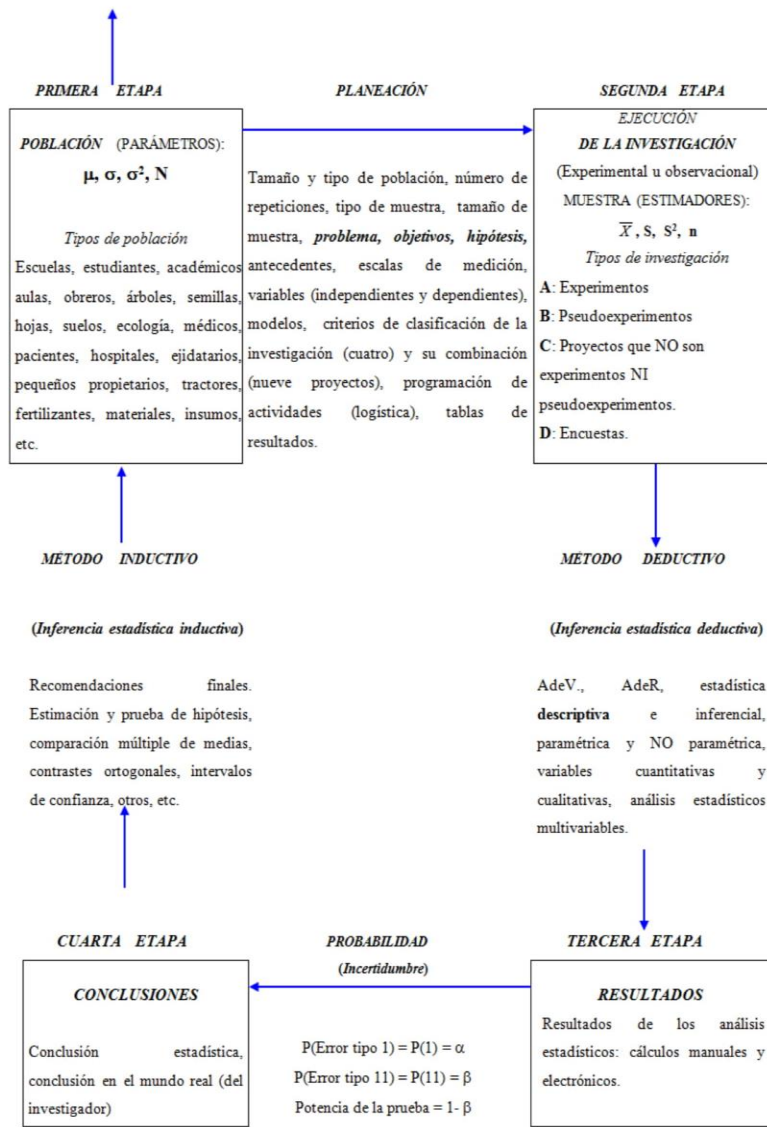 PRIMERA ETAPA
PLANEACIÓN
SEGUNDA ETAPA
POBLACIÓN (PARÁMETROS):
μ, σ, σ², N
Tipos de población
Escuelas, estudiantes, académicos
aulas, obreros, árboles, semillas,
hojas, suelos, ecología, médicos,
pacientes, hospitales, ejidatarios,
pequeños propietarios, tractores,
fertilizantes, materiales, insumos,
etc.
Tamaño y tipo de población, número de
repeticiones, tipo de muestra, tamaño de
muestra, problema, objetivos, hipótesis,
antecedentes, escalas de medición,
variables (independientes y dependientes),
modelos, criterios de clasificación de la
investigación (cuatro) y su combinación
(nueve proyectos), programación de
actividades (logística), tablas de
resultados.
EJECUCIÓN
DE LA INVESTIGACIÓN
(Experimental u observacional)
MUESTRA (ESTIMADORES):
X̅, S, S², n
Tipos de investigación
A: Experimentos
B: Pseudoexperimentos
C: Proyectos que NO son
experimentos NI
pseudoexperimentos.
D: Encuestas.
MÉTODO INDUCTIVO
MÉTODO DEDUCTIVO
(Inferencia estadística inductiva)
(Inferencia estadística deductiva)
Recomendaciones finales.
Estimación y prueba de hipótesis,
comparación múltiple de medias,
contrastes ortogonales, intervalos
de confianza, otros, etc.
AdeV., AdeR, estadística
descriptiva e inferencial,
paramétrica y NO paramétrica,
variables cuantitativas y
cualitativas, análisis estadísticos
multivariables.
CUARTA ETAPA
PROBABILIDAD
(Incertidumbre)
TERCERA ETAPA
CONCLUSIONES
Conclusión estadística,
conclusión en el mundo real (del
investigador)
P(Error tipo 1) = P(1) = α
P(Error tipo 11) = P(11) = β
Potencia de la prueba = 1- β
RESULTADOS
Resultados de los análisis
estadísticos: cálculos manuales y
electrónicos.